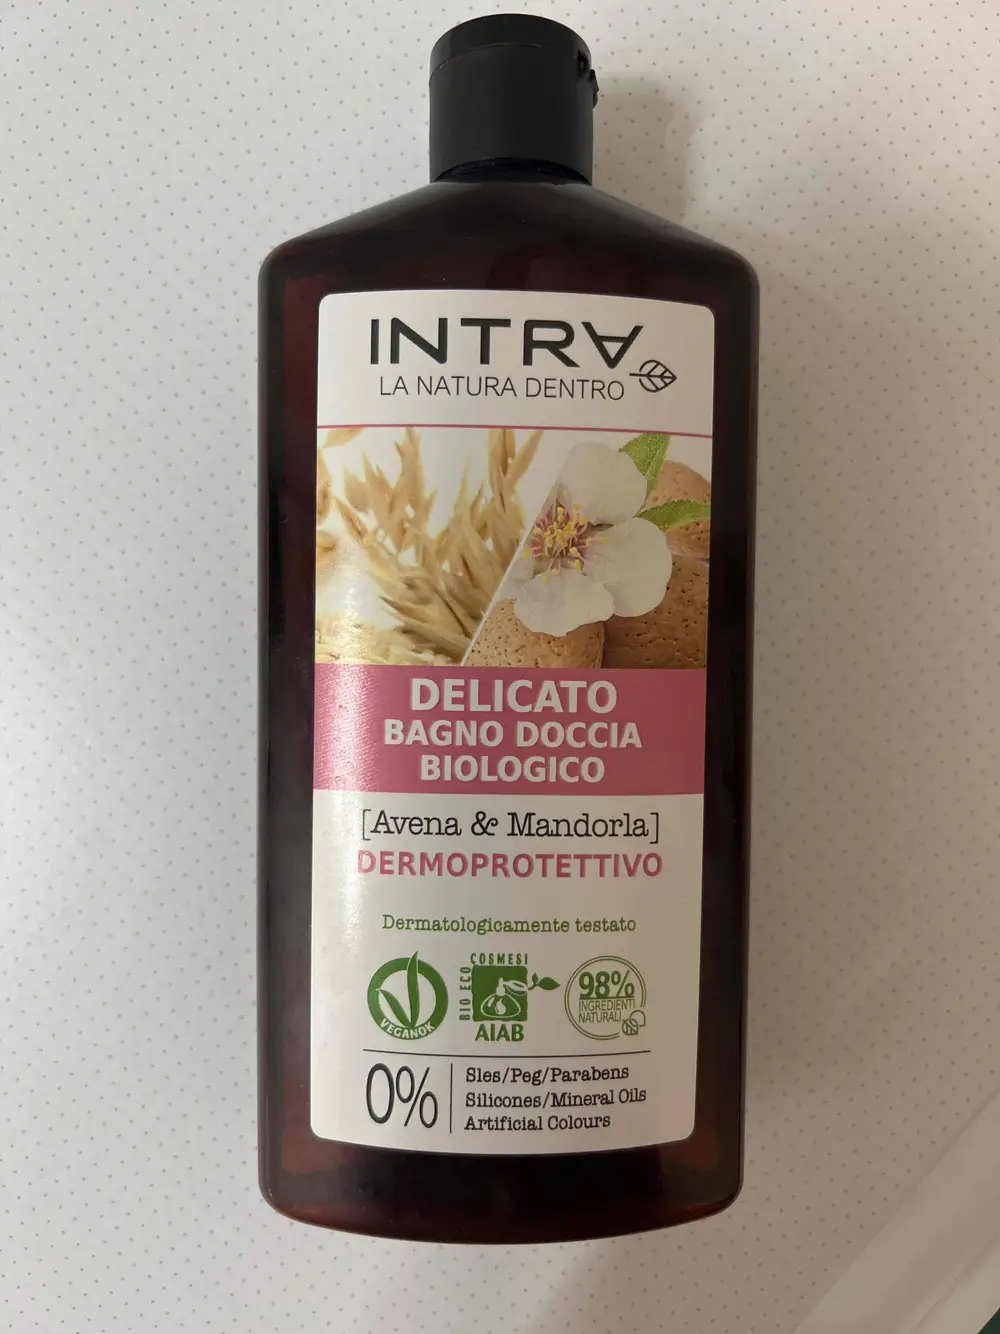 INTRA
LA NATURA DENTRO
DELICATO
BAGNO DOCCIA
BIOLOGICO
[Avena & Mandorla]
DERMOPROTETTIVO
Dermatologicamente testato
VEGANOK
BIO ECO COSMESI
AIAB
98%
INGREDIENTI
NATURALI
0%
Sles/Peg/Parabens
Silicones/Mineral Oils
Artificial Colours